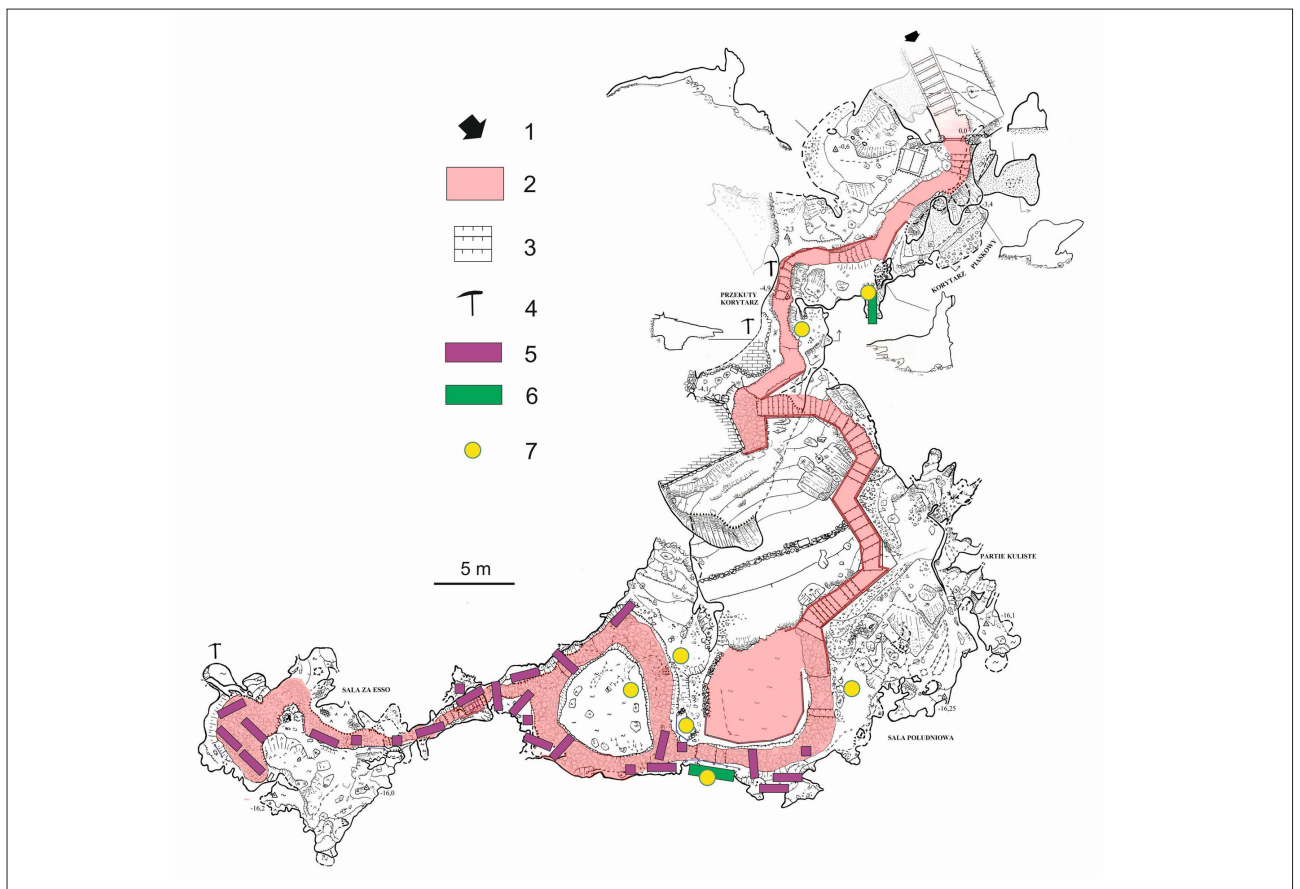 1
2
3
4
5
6
7
5 m
0,0
-0,6
-3,4
-2,3
KORYTARZ PIASKOWY
-4,9
PRZEKUTY
KORYTARZ
-4,1
PARTIE KULISTE
-16,1
SALA ZA ESSO
-16,25
SALA POŁUDNIOWA
-16,0
-16,2